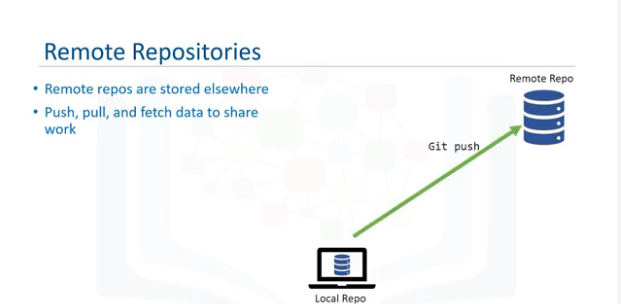 Remote Repositories
• Remote repos are stored elsewhere
• Push, pull, and fetch data to share
work
Remote Repo
Git push
Local Repo